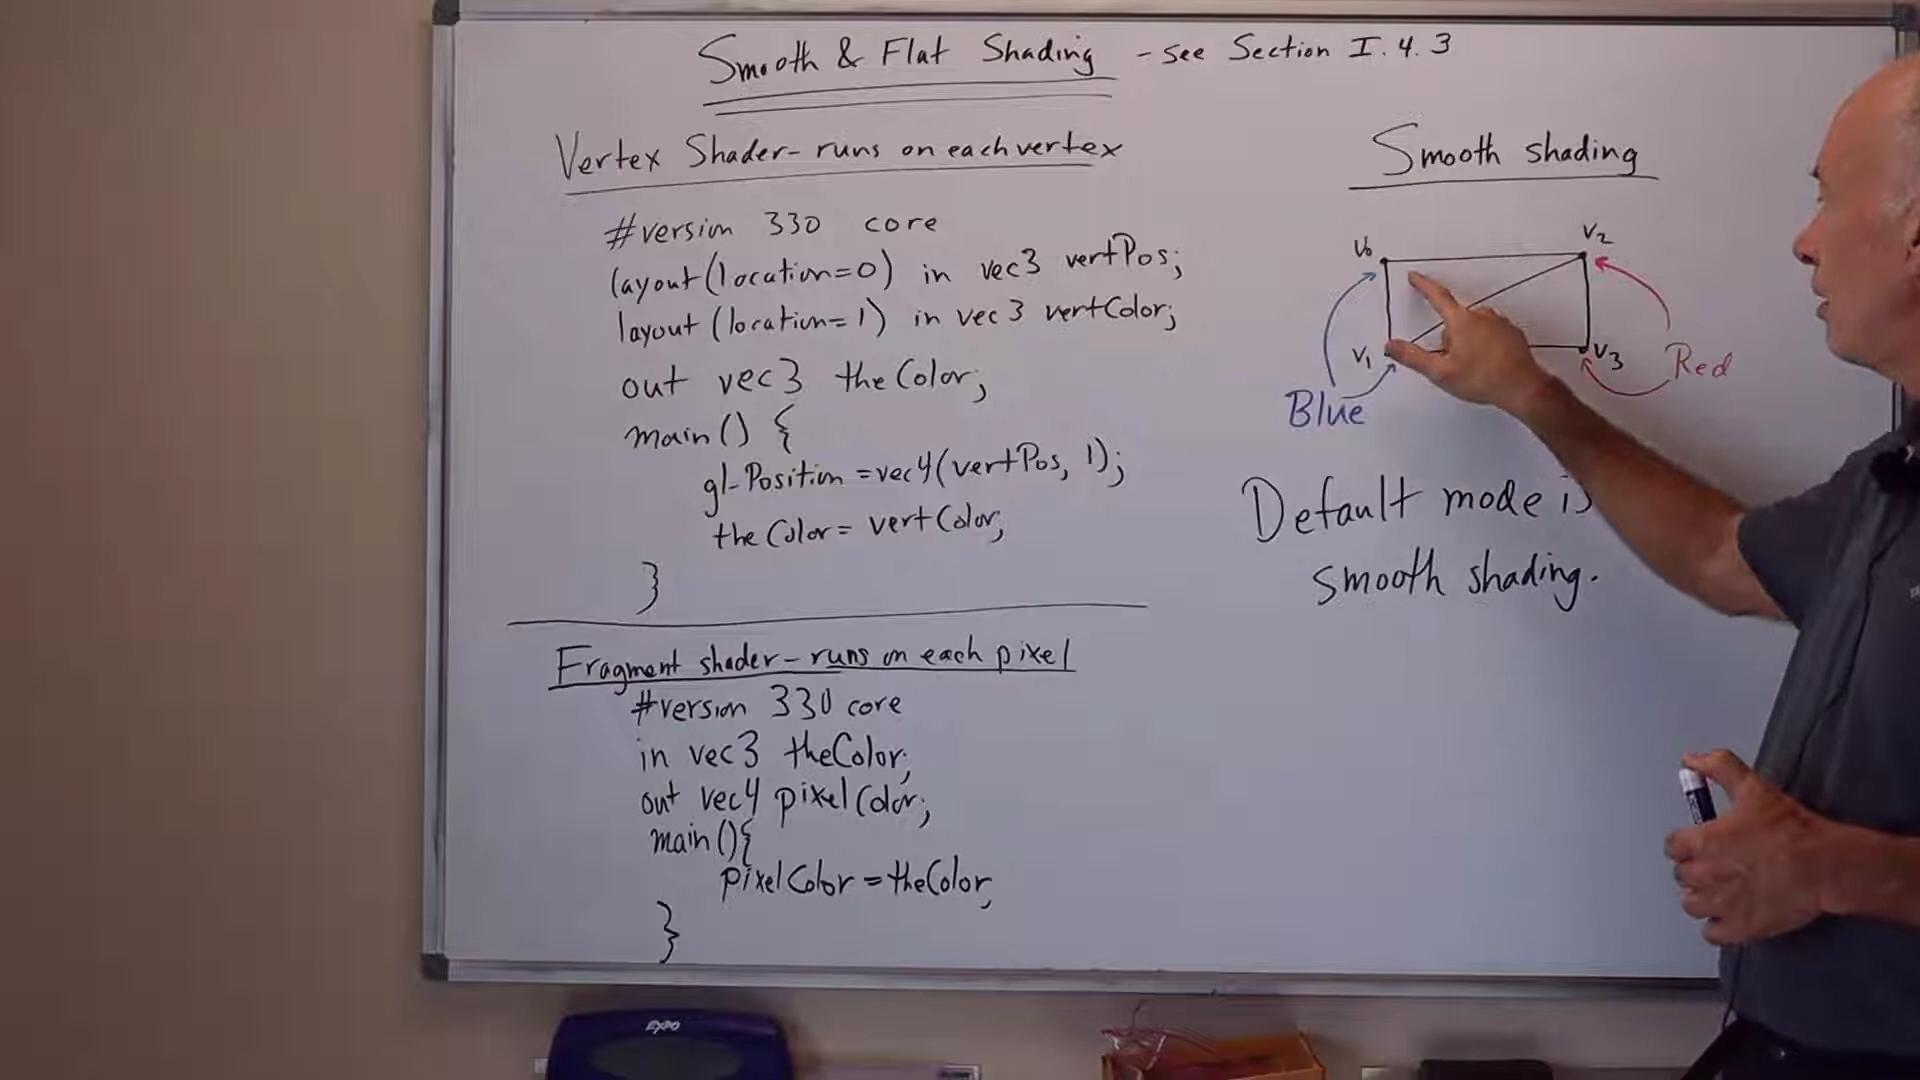 Smooth & Flat Shading - see Section I.4.3
Vertex Shader - runs on each vertex
#version 330 core
layout(location=0) in vec3 vertPos;
layout (location=1) in vec3 vertColor;
out vec3 theColor;
main() {
gl_Position = vec4(vertPos, 1);
theColor = vertColor;
}
Fragment shader - runs on each pixel
#version 330 core
in vec3 theColor;
out vec4 pixelColor;
main(){
pixelColor = theColor;
}
Smooth shading
V0
V2
V1
V3
Red
Blue
Default mode is
smooth shading.
EXPO